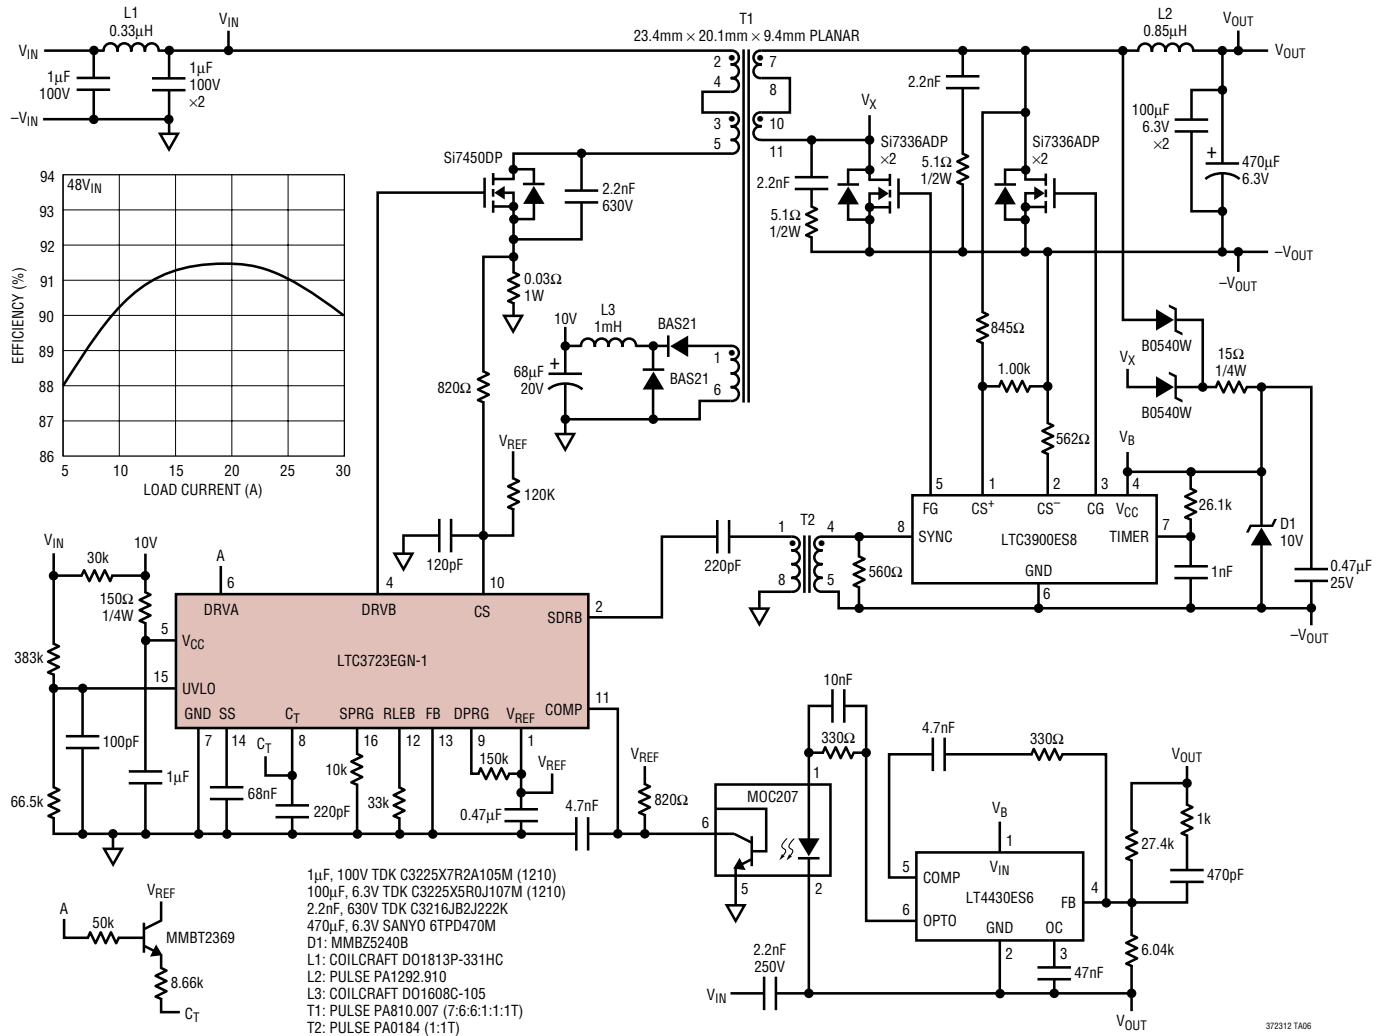 L1
0.33µH
VIN
VIN
1µF
100V
1µF
100V
×2
–VIN
T1
23.4mm × 20.1mm × 9.4mm PLANAR
2
4
3
5
7
8
10
11
L2
0.85µH
VOUT
VOUT
2.2nF
VX
Si7336ADP
×2
Si7336ADP
×2
5.1Ω
1/2W
2.2nF
5.1Ω
1/2W
100µF
6.3V
×2
+
470µF
6.3V
–VOUT
–VOUT
Si7450DP
2.2nF
630V
0.03Ω
1W
94
93
92
91
90
89
88
87
86
48VIN
EFFICIENCY (%)
5
10
15
20
25
30
LOAD CURRENT (A)
10V
L3
1mH
BAS21
BAS21
+
68µF
20V
1
6
820Ω
VREF
120K
845Ω
1.00k
562Ω
B0540W
VX
B0540W
15Ω
1/4W
VB
5
1
2
3
4
FG
CS+
CS–
CG
VCC
8
SYNC
LTC3900ES8
TIMER
7
GND
6
26.1k
1nF
D1
10V
0.47µF
25V
–VOUT
VIN
30k
10V
A
6
150Ω
1/4W
120pF
4
10
220pF
1
T2
4
8
5
560Ω
DRVA
DRVB
CS
SDRB
2
5
VCC
383k
LTC3723EGN-1
15
UVLO
COMP
11
GND
SS
CT
SPRG
RLEB
FB
DPRG
VREF
7
14
8
16
12
13
9
1
100pF
66.5k
1µF
68nF
CT
220pF
10k
33k
150k
VREF
0.47µF
4.7nF
VREF
820Ω
10nF
330Ω
4.7nF
330Ω
1
MOC207
6
5
2
VB
1
VIN
5
COMP
LT4430ES6
FB
4
6
OPTO
GND
OC
2
3
47nF
VOUT
27.4k
1k
470pF
6.04k
VOUT
VIN
2.2nF
250V
A
50k
VREF
MMBT2369
8.66k
CT
1µF, 100V TDK C3225X7R2A105M (1210)
100µF, 6.3V TDK C3225X5R0J107M (1210)
2.2nF, 630V TDK C3216JB2J222K
470µF, 6.3V SANYO 6TPD470M
D1: MMBZ5240B
L1: COILCRAFT DO1813P-331HC
L2: PULSE PA1292.910
L3: COILCRAFT DO1608C-105
T1: PULSE PA810.007 (7:6:6:1:1:1T)
T2: PULSE PA0184 (1:1T)
372312 TA06